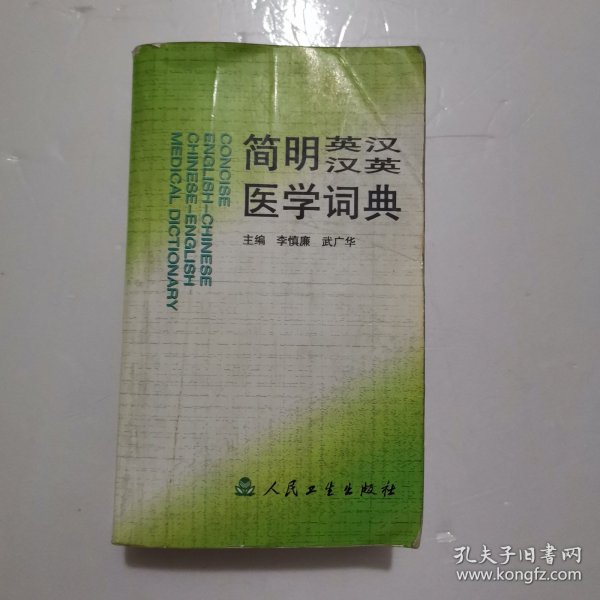 CONCISE
ENGLISH-CHINESE
CHINESE-ENGLISH
MEDICAL DICTIONARY
简明 英汉 汉英
医学词典
主编 李慎廉 武广华
人民卫生出版社
孔夫子旧书网
www.kongfz.com